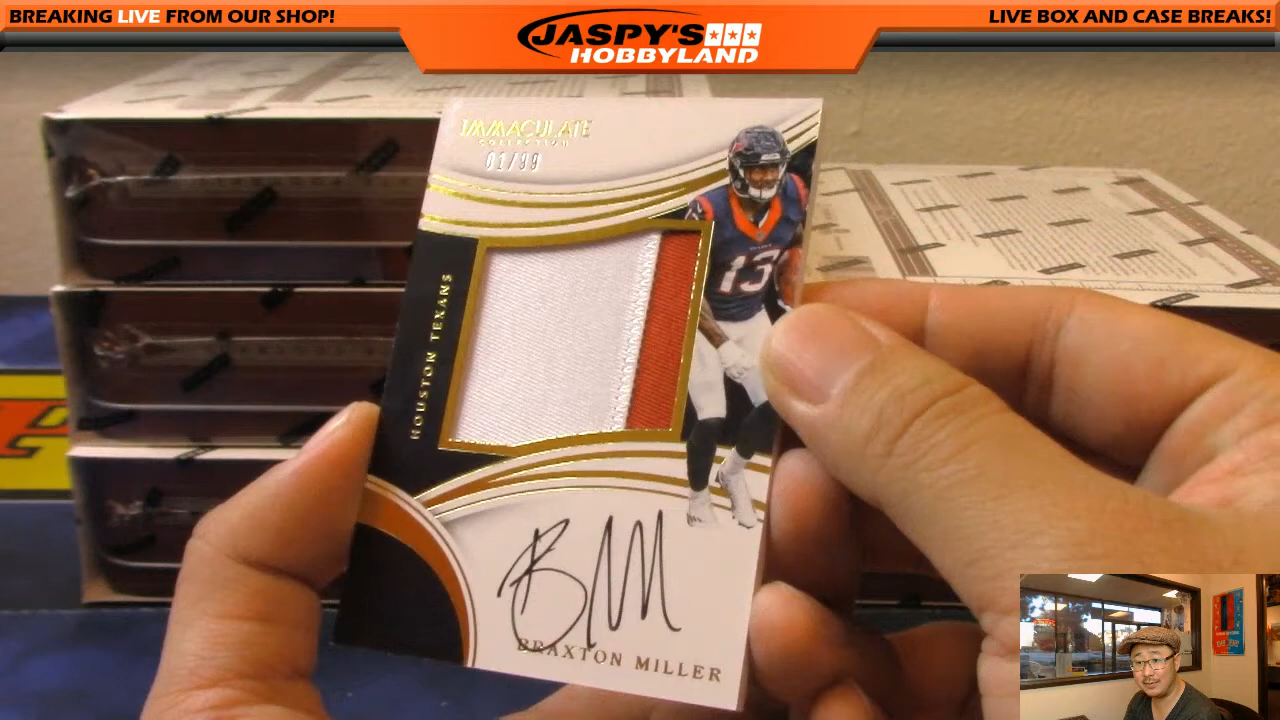 BREAKING LIVE FROM OUR SHOP!
JASPY'S
HOBBYLAND
LIVE BOX AND CASE BREAKS!
IMMACULATE
COLLECTION
01/99
HOUSTON TEXANS
13
BRAXTON MILLER